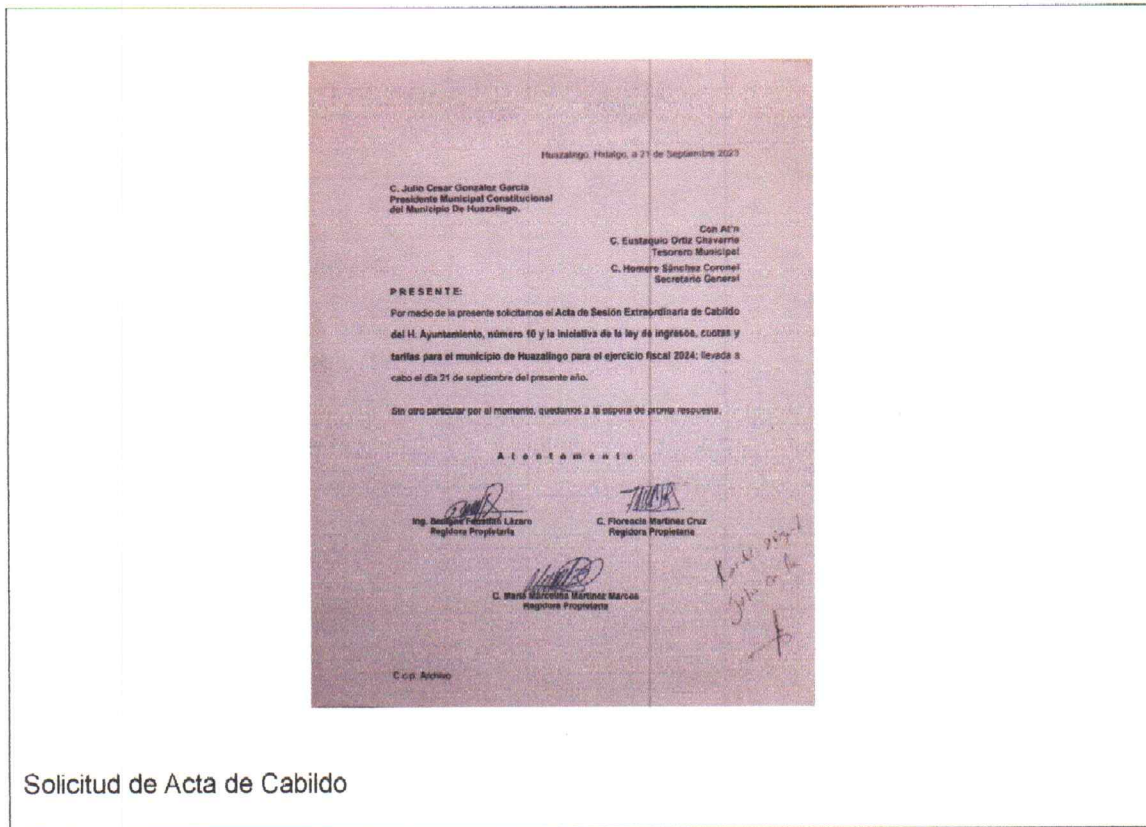 Huazalingo, Hidalgo, a 21 de Septiembre 2023
C. Julio Cesar González García
Presidente Municipal Constitucional
del Municipio De Huazalingo.
Con At'n
C. Eustaquio Ortiz Chavarria
Tesorero Municipal
C. Homero Sánchez Coronel
Secretario General
PRESENTE:
Por medio de la presente solicitamos el Acta de Sesión Extraordinaria de Cabildo
del H. Ayuntamiento, número 10 y la iniciativa de la ley de ingresos, cuotas y
tarifas para el municipio de Huazalingo para el ejercicio fiscal 2024; llevada a
cabo el día 21 de septiembre del presente año.
Sin otro particular por el momento, quedamos a la espera de pronta respuesta.
Atentamente
Ing. Lázaro
Regidora Propietaria
C. Florencia Martínez Cruz
Regidora Propietaria
C. María Marcelina Martínez Marcos
Regidora Propietaria
C.c.p. Archivo
Solicitud de Acta de Cabildo